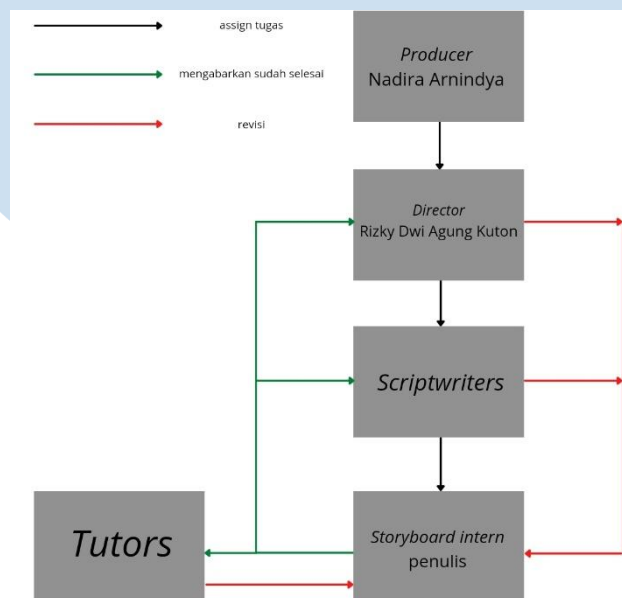 assign tugas
mengabarkan sudah selesai
revisi
Producer
Nadira Arnindya
Director
Rizky Dwi Agung Kuton
Scriptwriters
Tutors
Storyboard intern
penulis